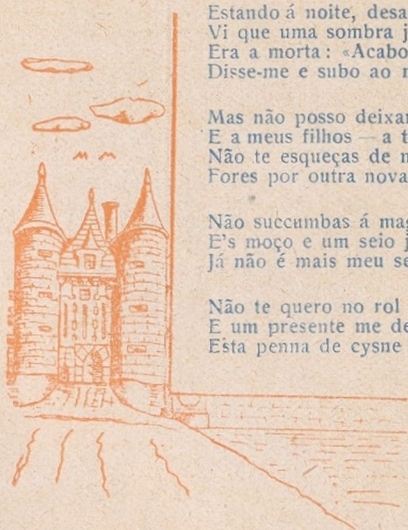 Estando á noite, desa
Vi que uma sombra j
Era a morta: «Acabo
Disse-me e subo ao
Mas não posso deixar
E a meus filhos — a t
Não te esqueças de
Fores por outra nova
Não succumbas á mag
E's moço e um seio j
Já não é mais meu se
Não te quero no rol
E um presente me de
Esta penna de cysne